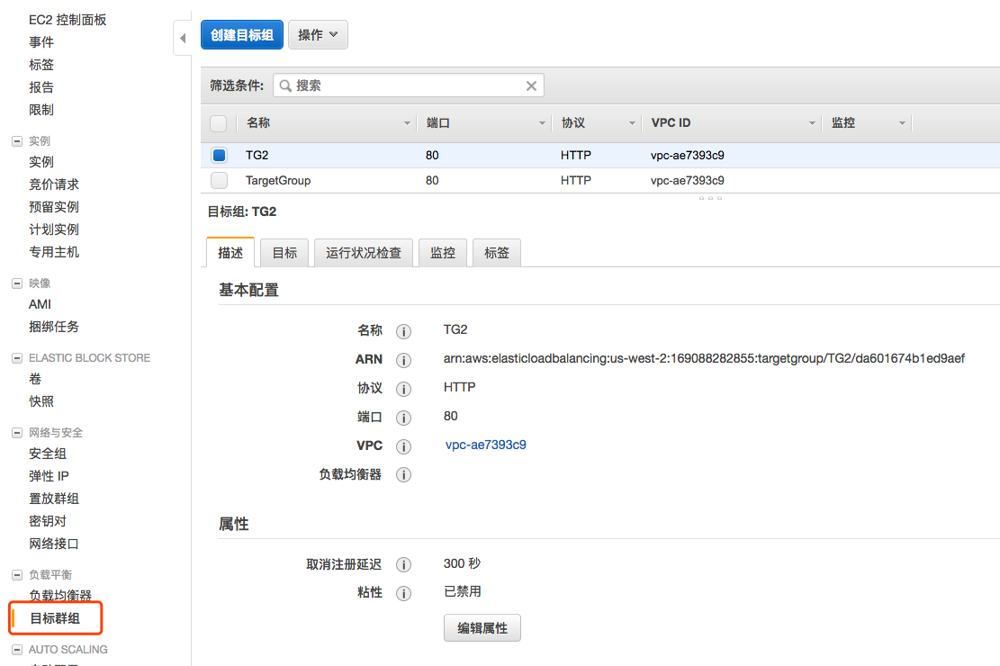 EC2 控制面板
事件
标签
报告
限制
实例
实例
竞价请求
预留实例
计划实例
专用主机
映像
AMI
捆绑任务
ELASTIC BLOCK STORE
卷
快照
网络与安全
安全组
弹性 IP
置放群组
密钥对
网络接口
负载平衡
负载均衡器
目标群组
AUTO SCALING
创建目标组 操作
筛选条件: 搜索
名称 端口 协议 VPC ID 监控
TG2 80 HTTP vpc-ae7393c9
TargetGroup 80 HTTP vpc-ae7393c9
目标组: TG2
描述 目标 运行状况检查 监控 标签
基本配置
名称 TG2
ARN arn:aws:elasticloadbalancing:us-west-2:169088282855:targetgroup/TG2/da601674b1ed9aef
协议 HTTP
端口 80
VPC vpc-ae7393c9
负载均衡器
属性
取消注册延迟 300 秒
粘性 已禁用
编辑属性